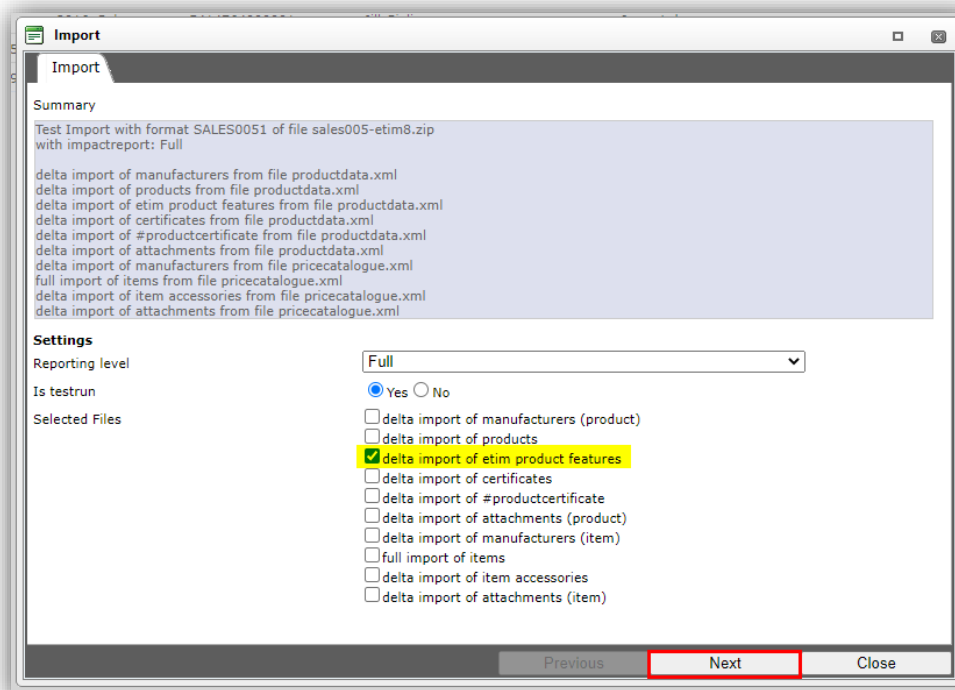 Import
Import
Summary
Test Import with format SALES0051 of file sales005-etim8.zip
with impactreport: Full
delta import of manufacturers from file productdata.xml
delta import of products from file productdata.xml
delta import of etim product features from file productdata.xml
delta import of certificates from file productdata.xml
delta import of #productcertificate from file productdata.xml
delta import of attachments from file productdata.xml
delta import of manufacturers from file pricecatalogue.xml
full import of items from file pricecatalogue.xml
delta import of item accessories from file pricecatalogue.xml
delta import of attachments from file pricecatalogue.xml
Settings
Reporting level Full
Is testrun Yes No
Selected Files delta import of manufacturers (product)
delta import of products
delta import of etim product features
delta import of certificates
delta import of #productcertificate
delta import of attachments (product)
delta import of manufacturers (item)
full import of items
delta import of item accessories
delta import of attachments (item)
Previous Next Close